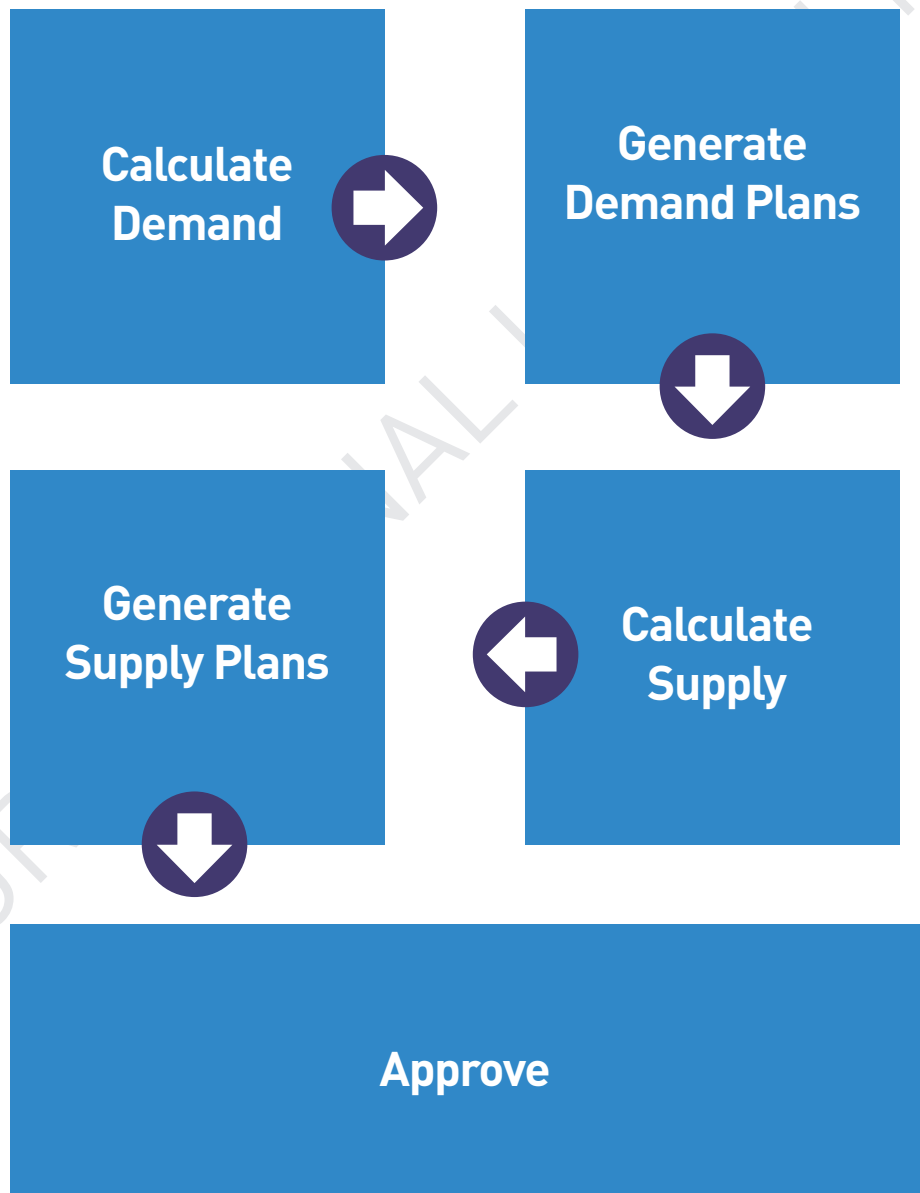 Calculate
Demand
Generate
Demand Plans
Calculate
Supply
Generate
Supply Plans
Approve